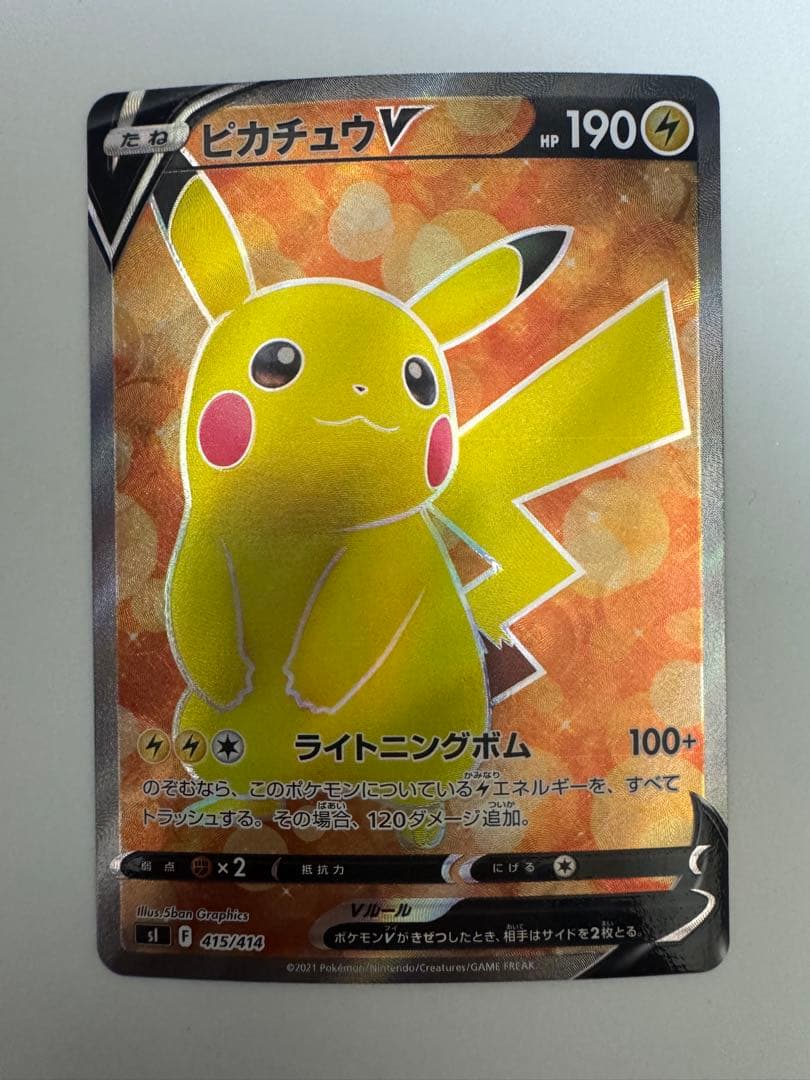 たね ピカチュウV HP 190
ライトニングボム 100+
のぞむなら、このポケモンについているエネルギーを、すべて
トラッシュする。その場合、120ダメージ追加。
弱点 ×2 抵抗力 にげる
Illus.5ban Graphics
Vルール
sI F 415/414
ポケモンVがきぜつしたとき、相手はサイドを2枚とる。
©2021 Pokémon/Nintendo/Creatures/GAME FREAK.